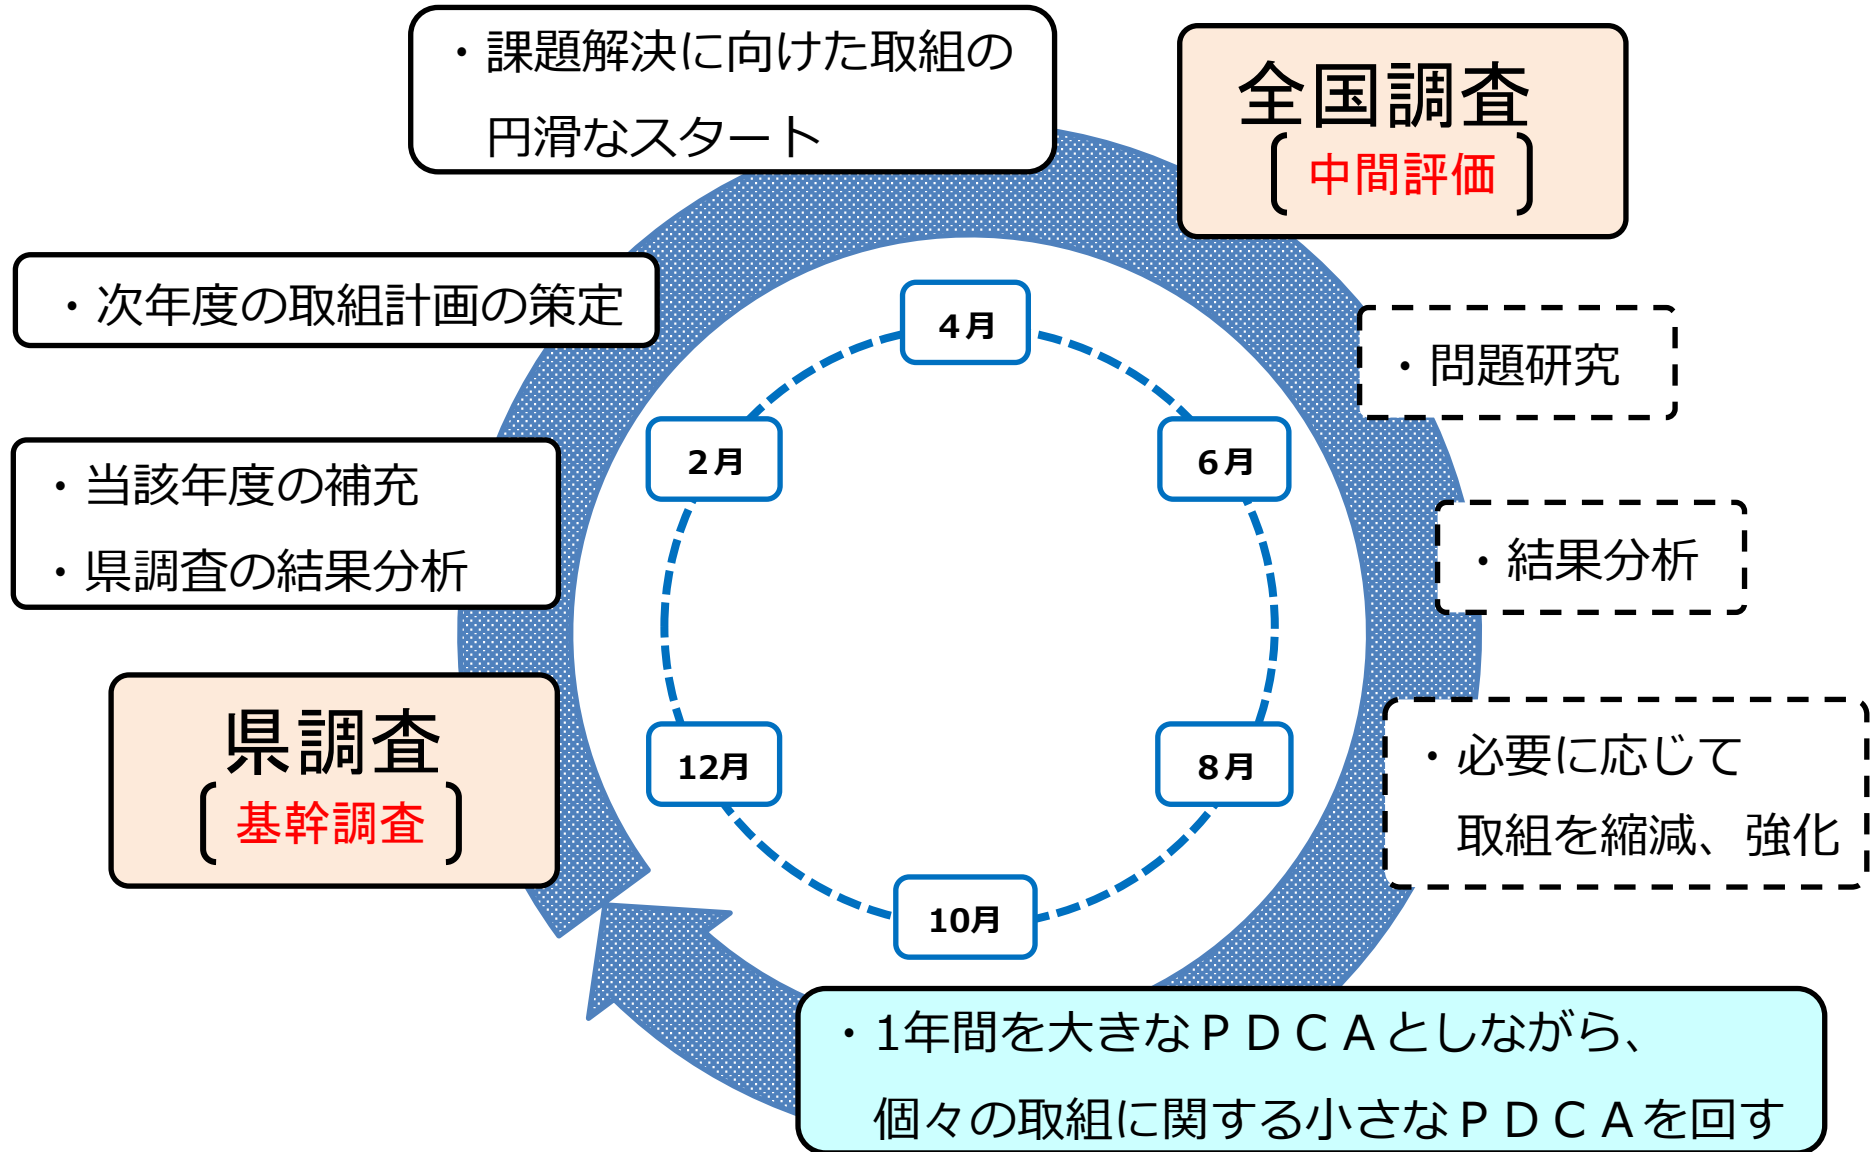 ・課題解決に向けた取組の
円滑なスタート
全国調査
中間評価
・次年度の取組計画の策定
４月
・問題研究
２月
６月
・当該年度の補充
・県調査の結果分析
・結果分析
県調査
基幹調査
12月
８月
・必要に応じて
取組を縮減、強化
10月
・1年間を大きなＰＤＣＡとしながら、
個々の取組に関する小さなＰＤＣＡを回す